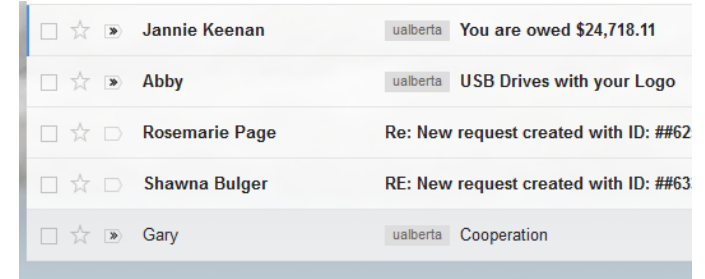 Jannie Keenan ualberta You are owed $24,718.11
Abby ualberta USB Drives with your Logo
Rosemarie Page Re: New request created with ID: ##62
Shawna Bulger RE: New request created with ID: ##63
Gary ualberta Cooperation